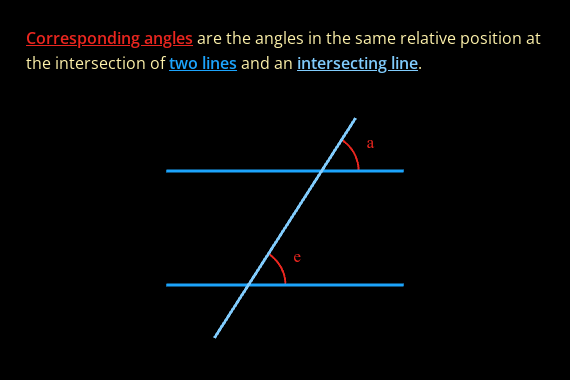 Corresponding angles are the angles in the same relative position at
the intersection of two lines and an intersecting line.
a
e